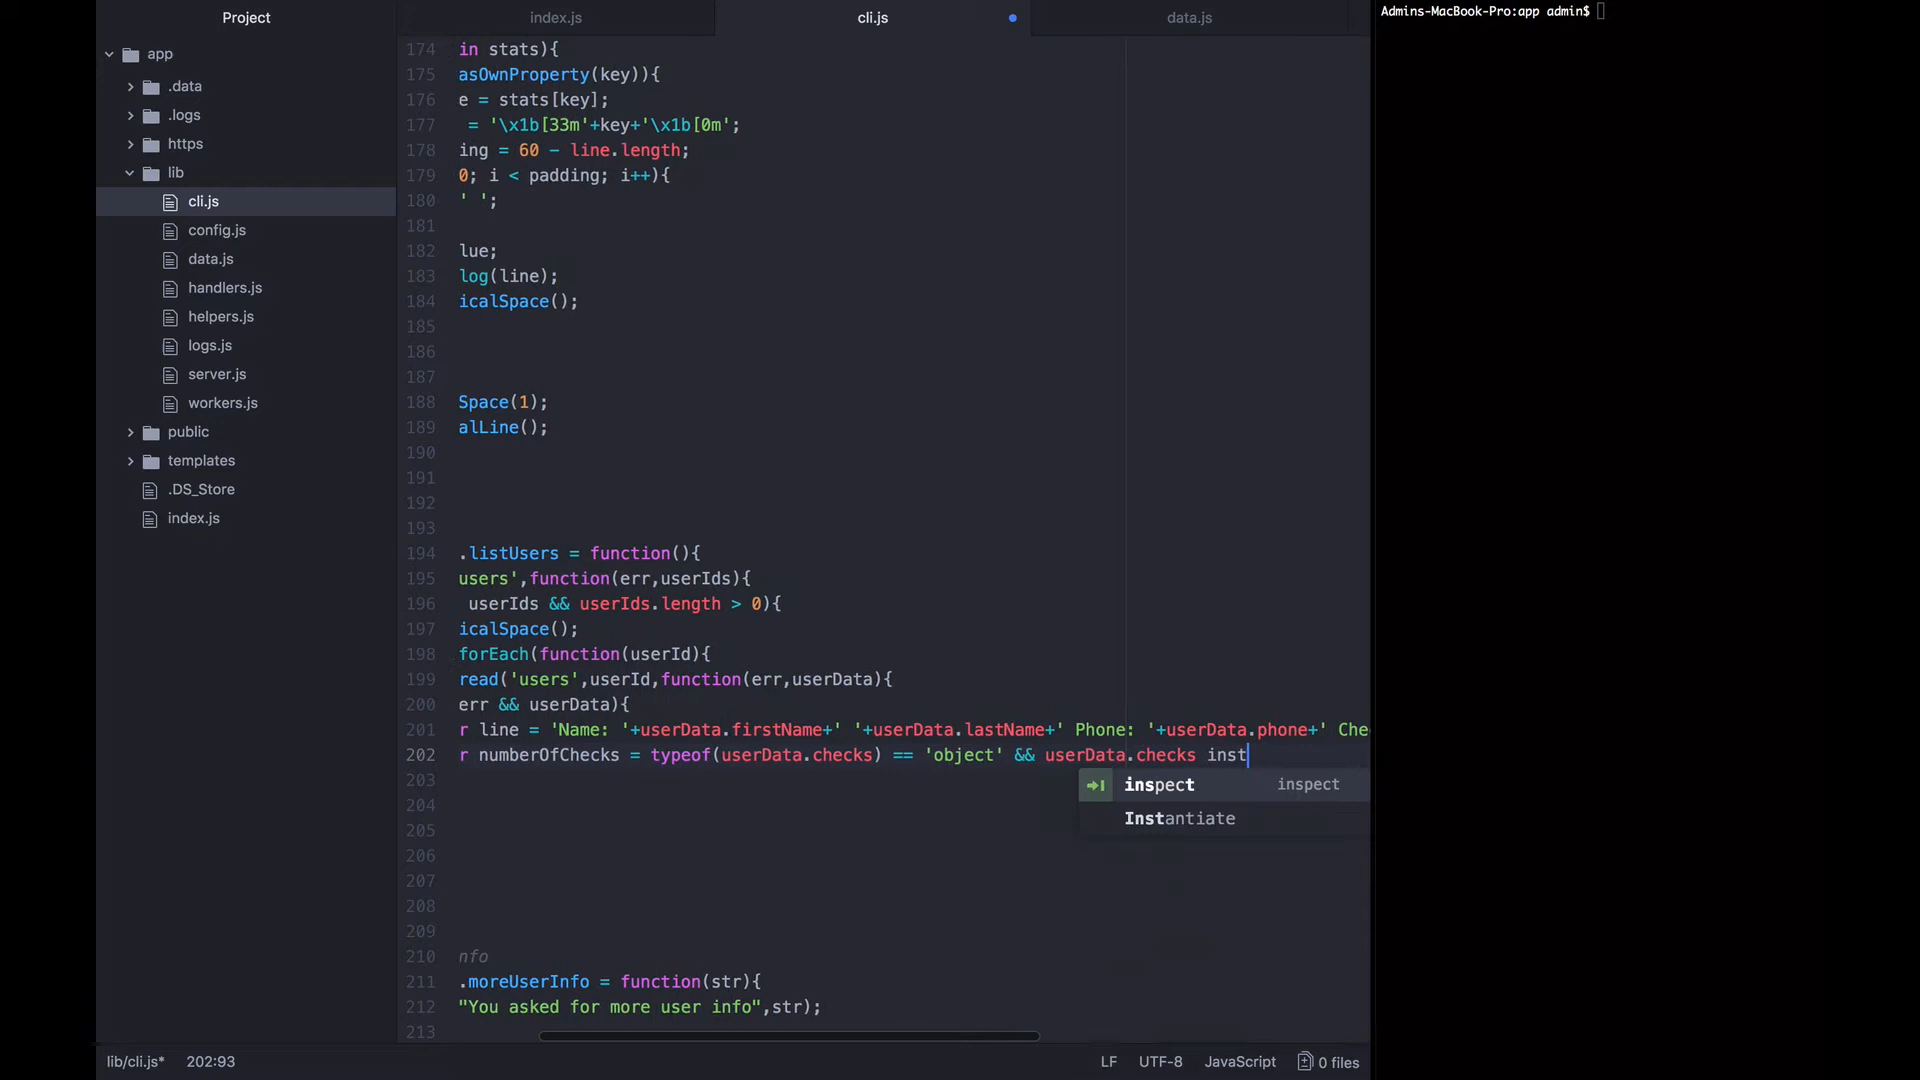 Project
index.js
cli.js
data.js
Admins-MacBook-Pro:app admin$
app
.data
.logs
https
lib
cli.js
config.js
data.js
handlers.js
helpers.js
logs.js
server.js
workers.js
public
templates
.DS_Store
index.js
174 in stats){
175 asOwnProperty(key)){
176 e = stats[key];
177 = '\x1b[33m'+key+'\x1b[0m';
178 ing = 60 - line.length;
179 0; i < padding; i++){
180 ' ';
181
182 lue;
183 log(line);
184 icalSpace();
185
186
187
188 Space(1);
189 alLine();
190
191
192
193
194 .listUsers = function(){
195 users',function(err,userIds){
196 userIds && userIds.length > 0){
197 icalSpace();
198 forEach(function(userId){
199 read('users',userId,function(err,userData){
200 err && userData){
201 r line = 'Name: '+userData.firstName+' '+userData.lastName+' Phone: '+userData.phone+' Che
202 r numberOfChecks = typeof(userData.checks) == 'object' && userData.checks inst
inspect inspect
Instantiate
203
204
205
206
207
208
209
210 nfo
211 .moreUserInfo = function(str){
212 "You asked for more user info",str);
213
lib/cli.js* 202:93 LF UTF-8 JavaScript 0 files